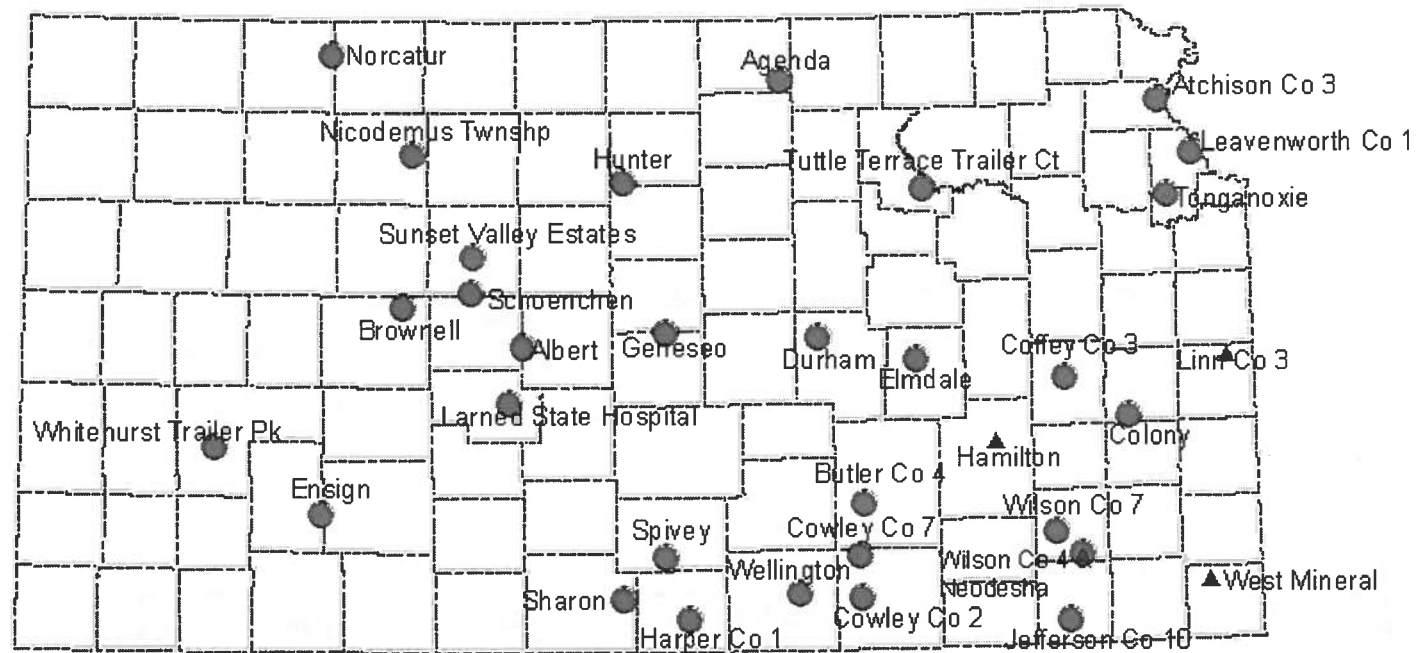 Norcatur
Agenda
Atchison Co 3
Nicodemus Twnshp
Hunter
Tuttle Terrace Trailer Ct
Leavenworth Co 1
Tonganoxie
Sunset Valley Estates
Schoenchen
Brownell
Albert
Geneseo
Durham
Elmdale
Coffey Co 3
Linn Co 3
Larned State Hospital
Whitehurst Trailer Pk
Colony
Hamilton
Ensign
Butler Co 4
Wilson Co 7
Spivey
Cowley Co 7
Wellington
Wilson Co 4 A
Neodesha
West Mineral
Sharon
Cowley Co 2
Harper Co 1
Jefferson Co 10